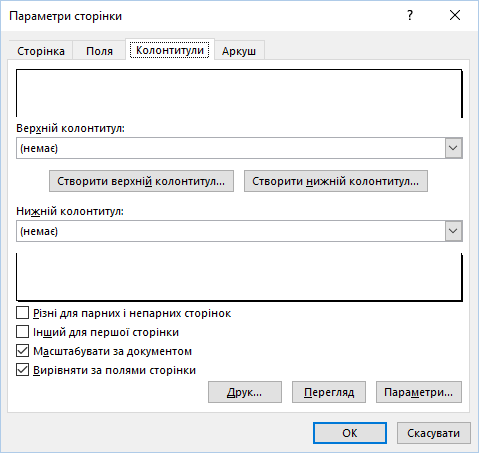 Параметри сторінки
Сторінка Поля Колонтитули Аркуш
Верхній колонтитул:
(немає)
Створити верхній колонтитул... Створити нижній колонтитул...
Нижній колонтитул:
(немає)
Різні для парних і непарних сторінок
Інший для першої сторінки
Масштабувати за документом
Вирівняти за полями сторінки
Друк... Перегляд Параметри...
OK Скасувати